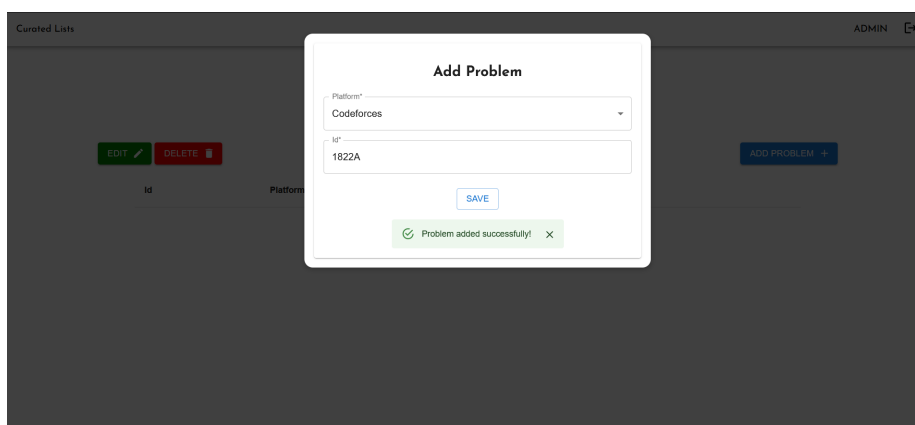 Curated Lists
ADMIN
Add Problem
Platform*
Codeforces
Id*
1822A
EDIT
DELETE
ADD PROBLEM +
Id
Platform
SAVE
Problem added successfully!